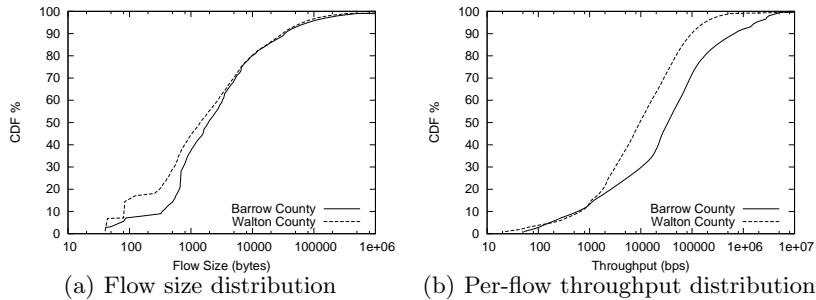 100
90
80
70
60
50
40
30
20
10
0
CDF %
10
100
1000
10000
100000
1e+06
Flow Size (bytes)
Barrow County
Walton County
(a) Flow size distribution
100
90
80
70
60
50
40
30
20
10
0
CDF %
10
100
1000
10000
100000
1e+06
1e+07
Throughput (bps)
Barrow County
Walton County
(b) Per-flow throughput distribution